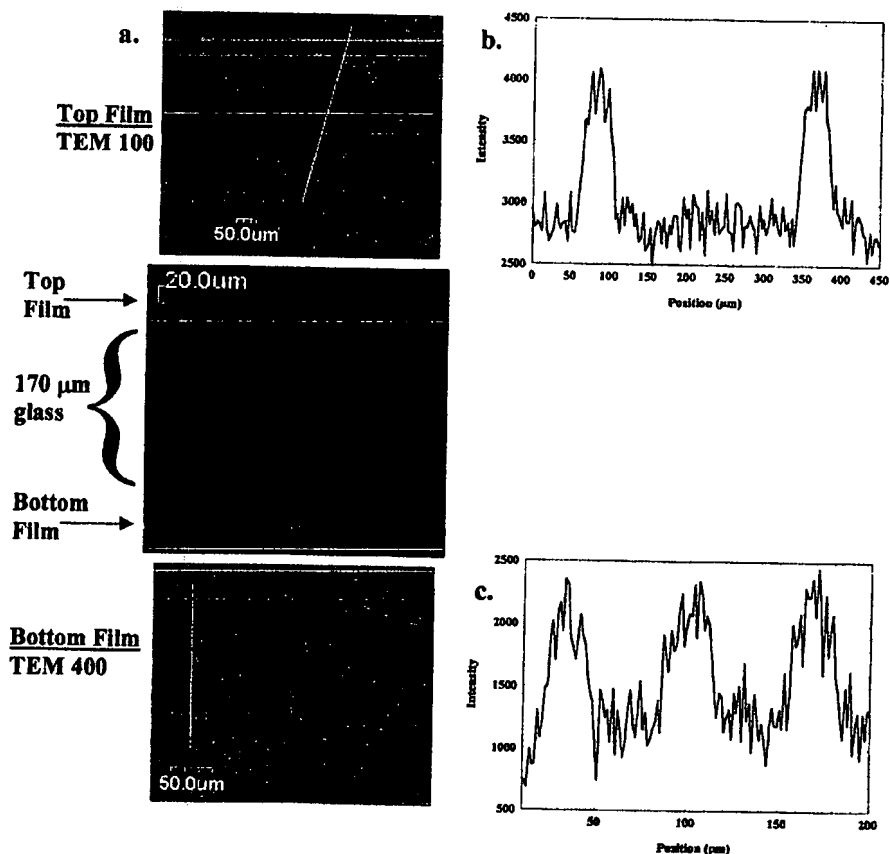 a.
Top Film
TEM 100
50.0um
Top
Film
20.0um
170 µm
glass
Bottom
Film
Bottom Film
TEM 400
50.0um
b.
4500
4000
3500
3000
2500
Intensity
0 50 100 150 200 250 300 350 400 450
Position (µm)
c.
2500
2000
1500
1000
500
Intensity
50 100 150 200
Position (µm)